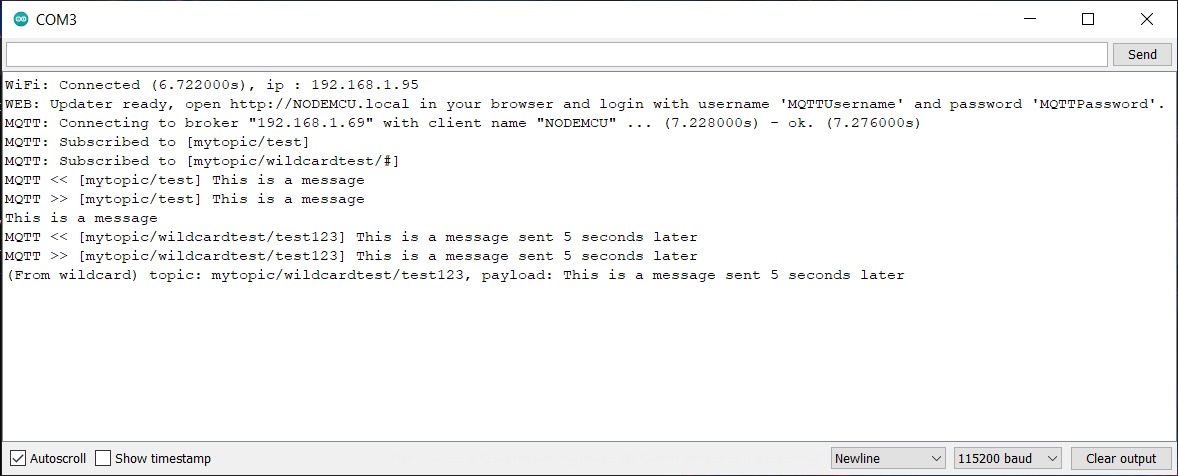 COM3
Send
WiFi: Connected (6.722000s), ip : 192.168.1.95
WEB: Updater ready, open http://NODEMCU.local in your browser and login with username 'MQTTUsername' and password 'MQTTPassword'.
MQTT: Connecting to broker "192.168.1.69" with client name "NODEMCU" ... (7.228000s) - ok. (7.276000s)
MQTT: Subscribed to [mytopic/test]
MQTT: Subscribed to [mytopic/wildcardtest/#]
MQTT << [mytopic/test] This is a message
MQTT >> [mytopic/test] This is a message
This is a message
MQTT << [mytopic/wildcardtest/test123] This is a message sent 5 seconds later
MQTT >> [mytopic/wildcardtest/test123] This is a message sent 5 seconds later
(From wildcard) topic: mytopic/wildcardtest/test123, payload: This is a message sent 5 seconds later
Autoscroll Show timestamp Newline 115200 baud Clear output